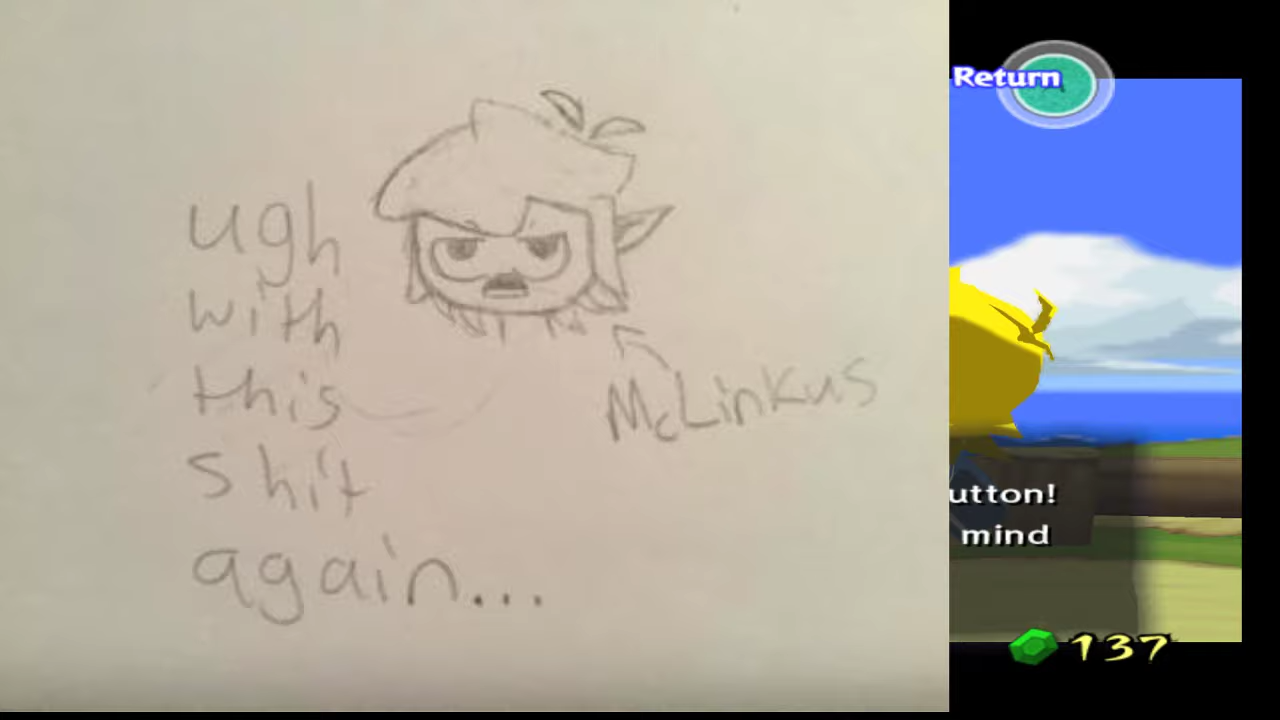 ugh
with
this
shit
again...
McLinkus
Return
utton!
mind
137